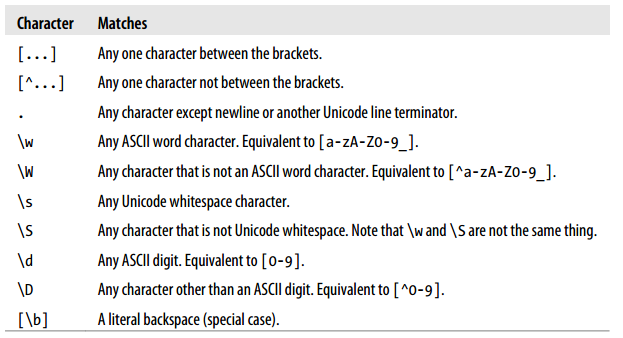 Character Matches
[...] Any one character between the brackets.
[^...] Any one character not between the brackets.
. Any character except newline or another Unicode line terminator.
\w Any ASCII word character. Equivalent to [a-zA-Z0-9_].
\W Any character that is not an ASCII word character. Equivalent to [^a-zA-Z0-9_].
\s Any Unicode whitespace character.
\S Any character that is not Unicode whitespace. Note that \w and \S are not the same thing.
\d Any ASCII digit. Equivalent to [0-9].
\D Any character other than an ASCII digit. Equivalent to [^0-9].
[\b] A literal backspace (special case).